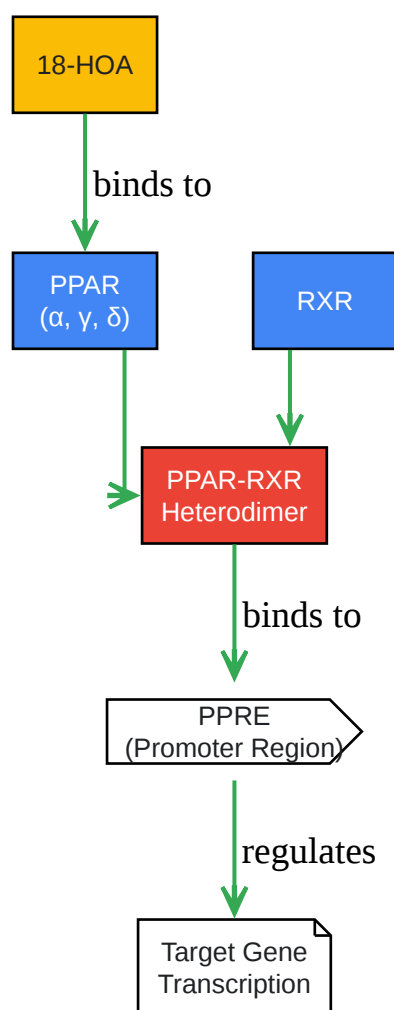 18-HOA
binds to
PPAR
(α, γ, δ)
RXR
PPAR-RXR
Heterodimer
binds to
PPRE
(Promoter Region)
regulates
Target Gene
Transcription